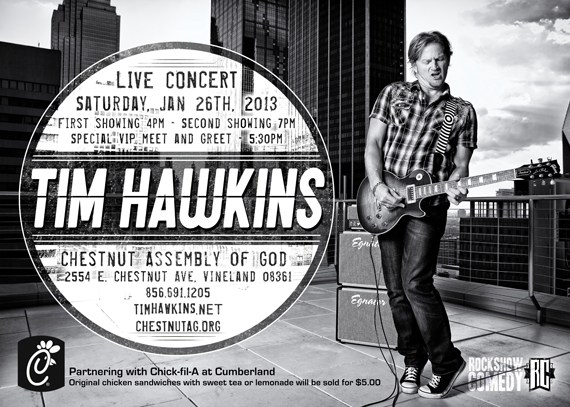 LIVE CONCERT
SATURDAY, JAN 26TH, 2013
FIRST SHOWING 4PM - SECOND SHOWING 7PM
SPECIAL VIP MEET AND GREET - 5:30PM
TIM HAWKINS
CHESTNUT ASSEMBLY OF GOD
2554 E. CHESTNUT AVE. VINELAND 08361
856.691.1205
TIMHAWKINS.NET
CHESTNUTAG.ORG
Egnater
Egnater
Partnering with Chick-fil-A at Cumberland
Original chicken sandwiches with sweet tea or lemonade will be sold for $5.00
ROCKSHOW
COMEDY
RC